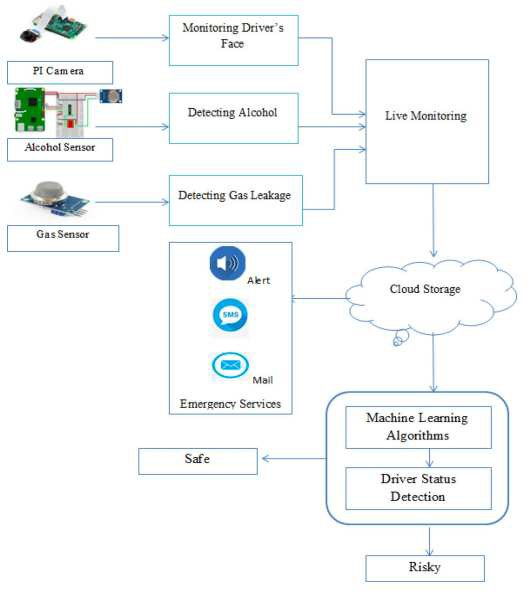 Monitoring Driver's
Face
PI Camera
Live Monitoring
Detecting Alcohol
Alcohol Sensor
Detecting Gas Leakage
Gas Sensor
Alert
SMS
Mail
Emergency Services
Cloud Storage
Machine Learning
Algorithms
Safe
Driver Status
Detection
Risky